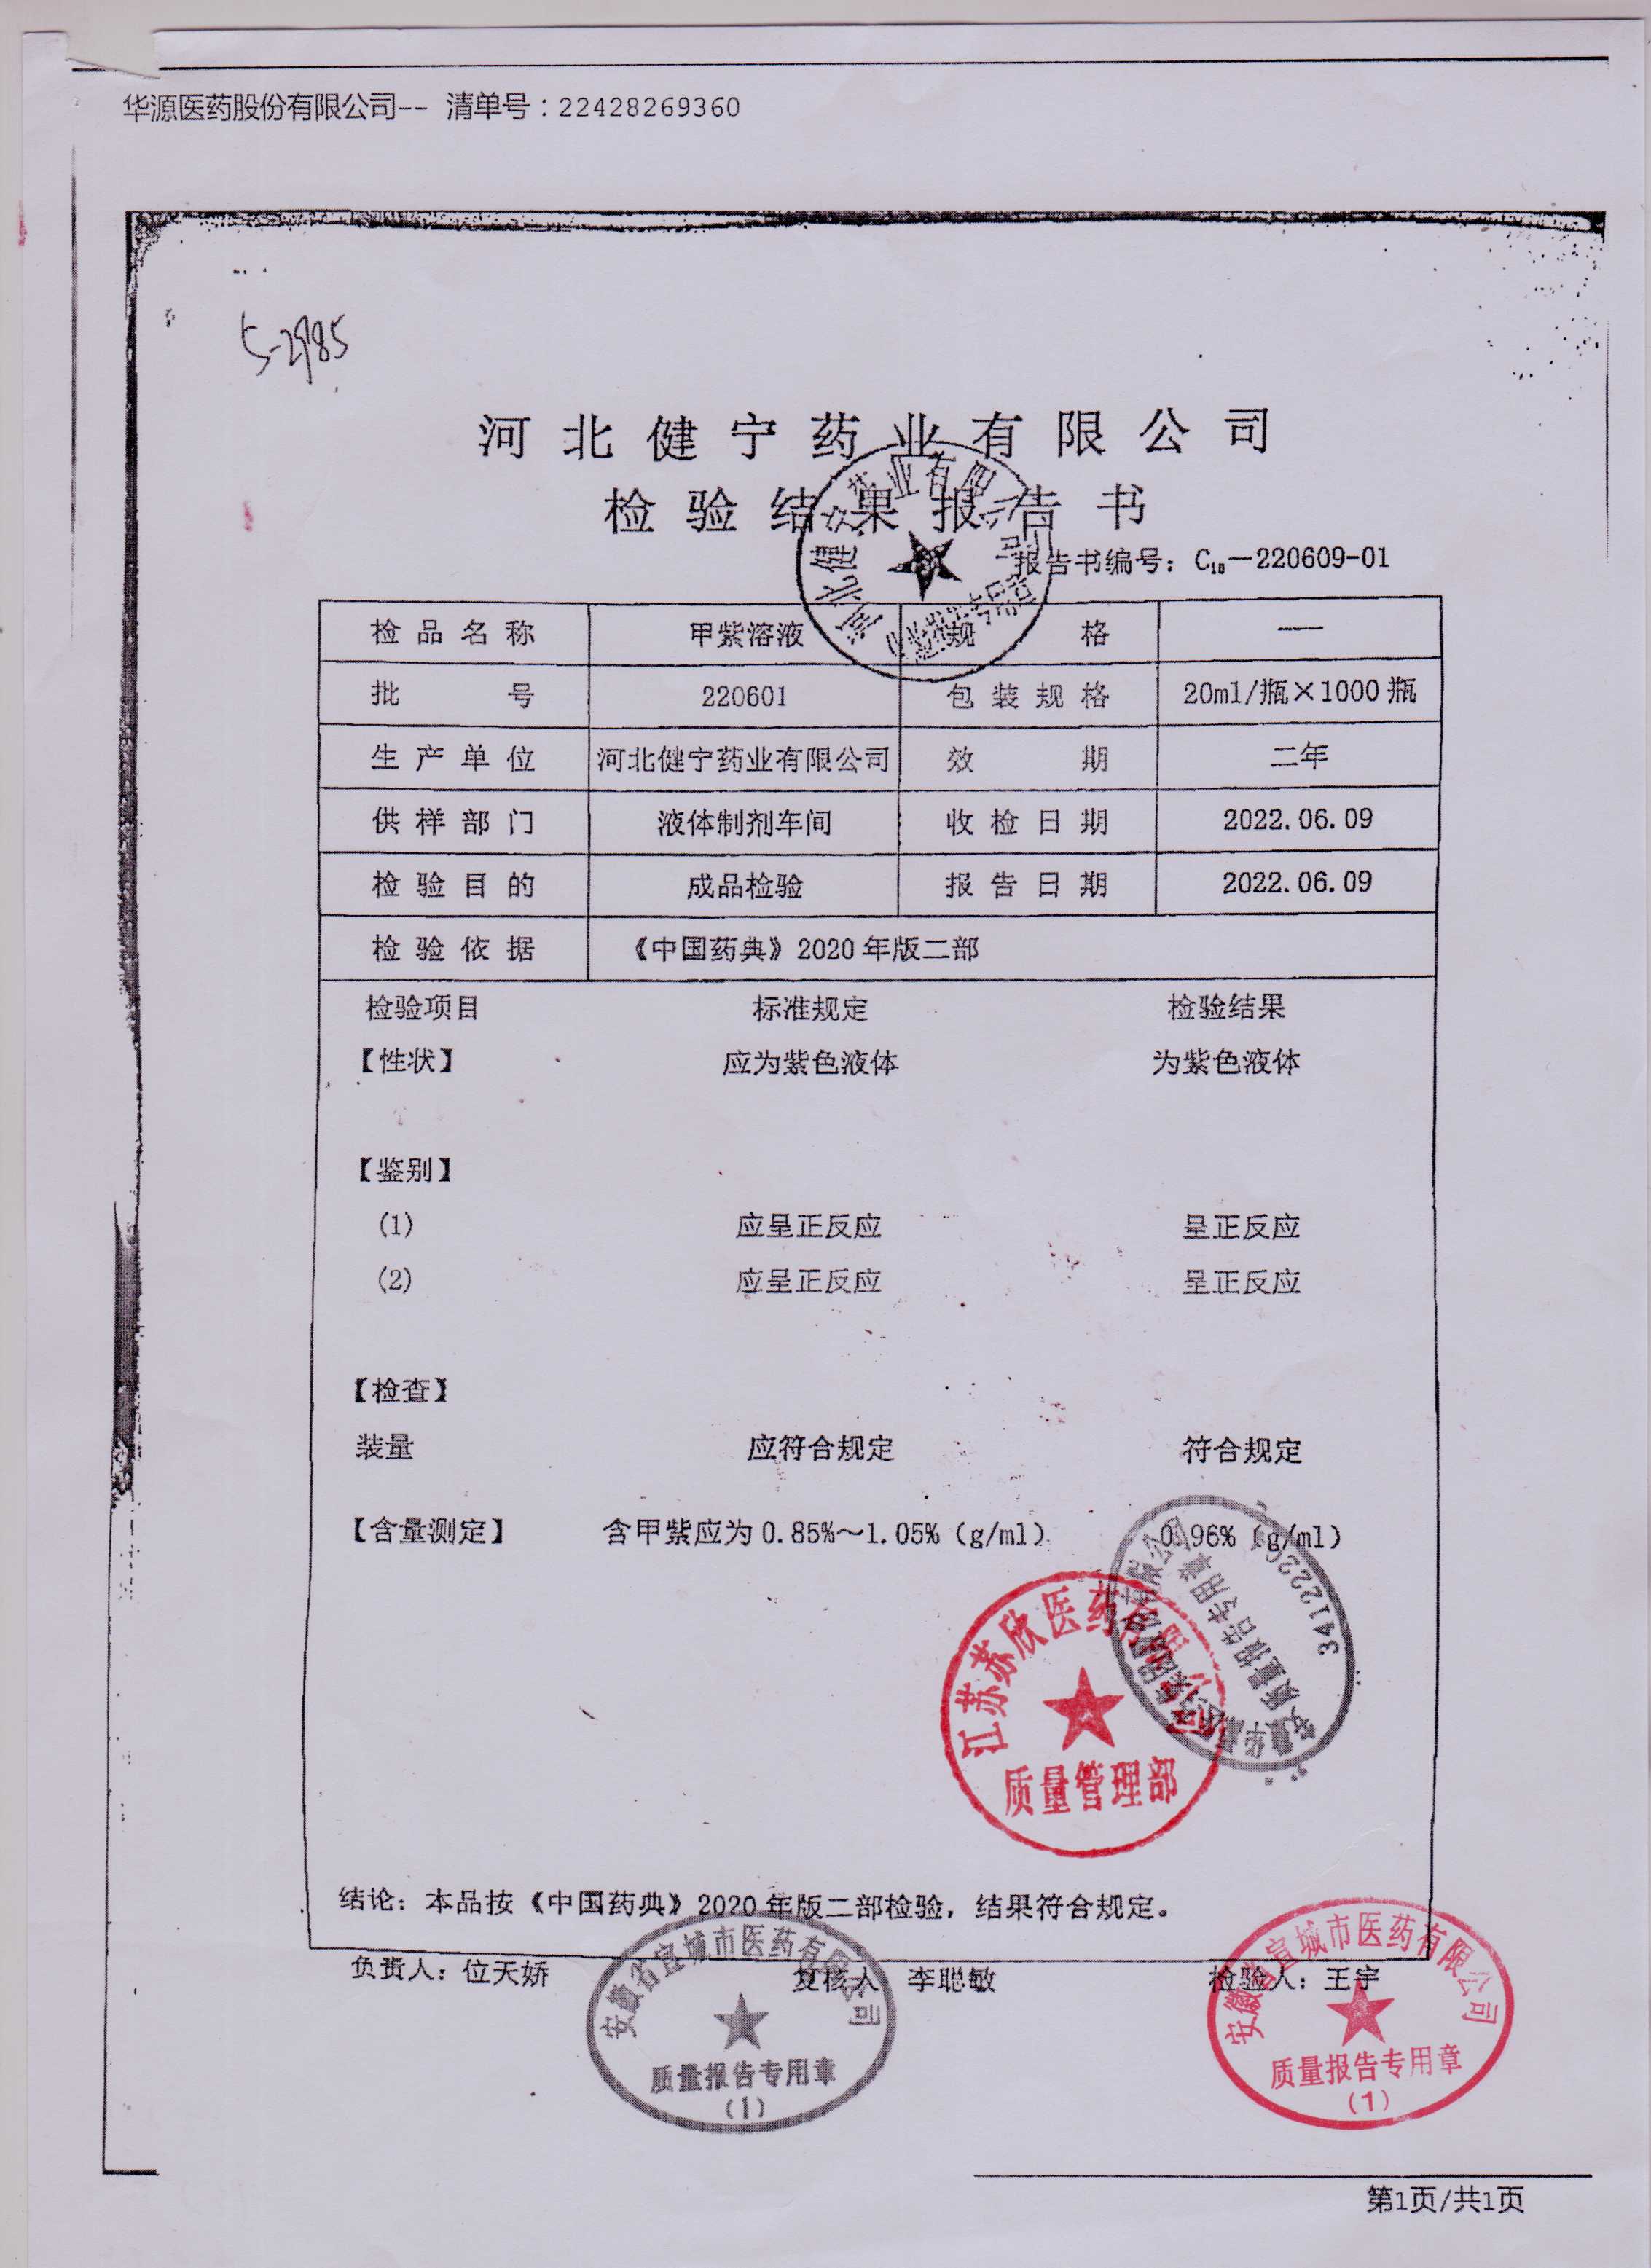 华源医药股份有限公司-- 清单号：22428269360
5-2985
河北健宁药业有限公司
检验结果报告书
报告书编号：C₁₀—220609-01
检品名称 甲紫溶液 规格 —
批号 220601 包装规格 20ml/瓶×1000瓶
生产单位 河北健宁药业有限公司 效期 二年
供样部门 液体制剂车间 收检日期 2022.06.09
检验目的 成品检验 报告日期 2022.06.09
检验依据 《中国药典》2020年版二部
检验项目 标准规定 检验结果
【性状】 应为紫色液体 为紫色液体
【鉴别】
(1) 应呈正反应 呈正反应
(2) 应呈正反应 呈正反应
【检查】
装量 应符合规定 符合规定
【含量测定】 含甲紫应为0.85%～1.05%（g/ml） 0.96%（g/ml）
江苏苏欣医药有限公司
质量管理部
质量报告专用章
结论：本品按《中国药典》2020年版二部检验，结果符合规定。
负责人：位天娇 复核人 李聪敏 检验人：王宇
安徽省宣城市医药有限公司
质量报告专用章
(1)
安徽省宣城市医药有限公司
质量报告专用章
(1)
第1页/共1页